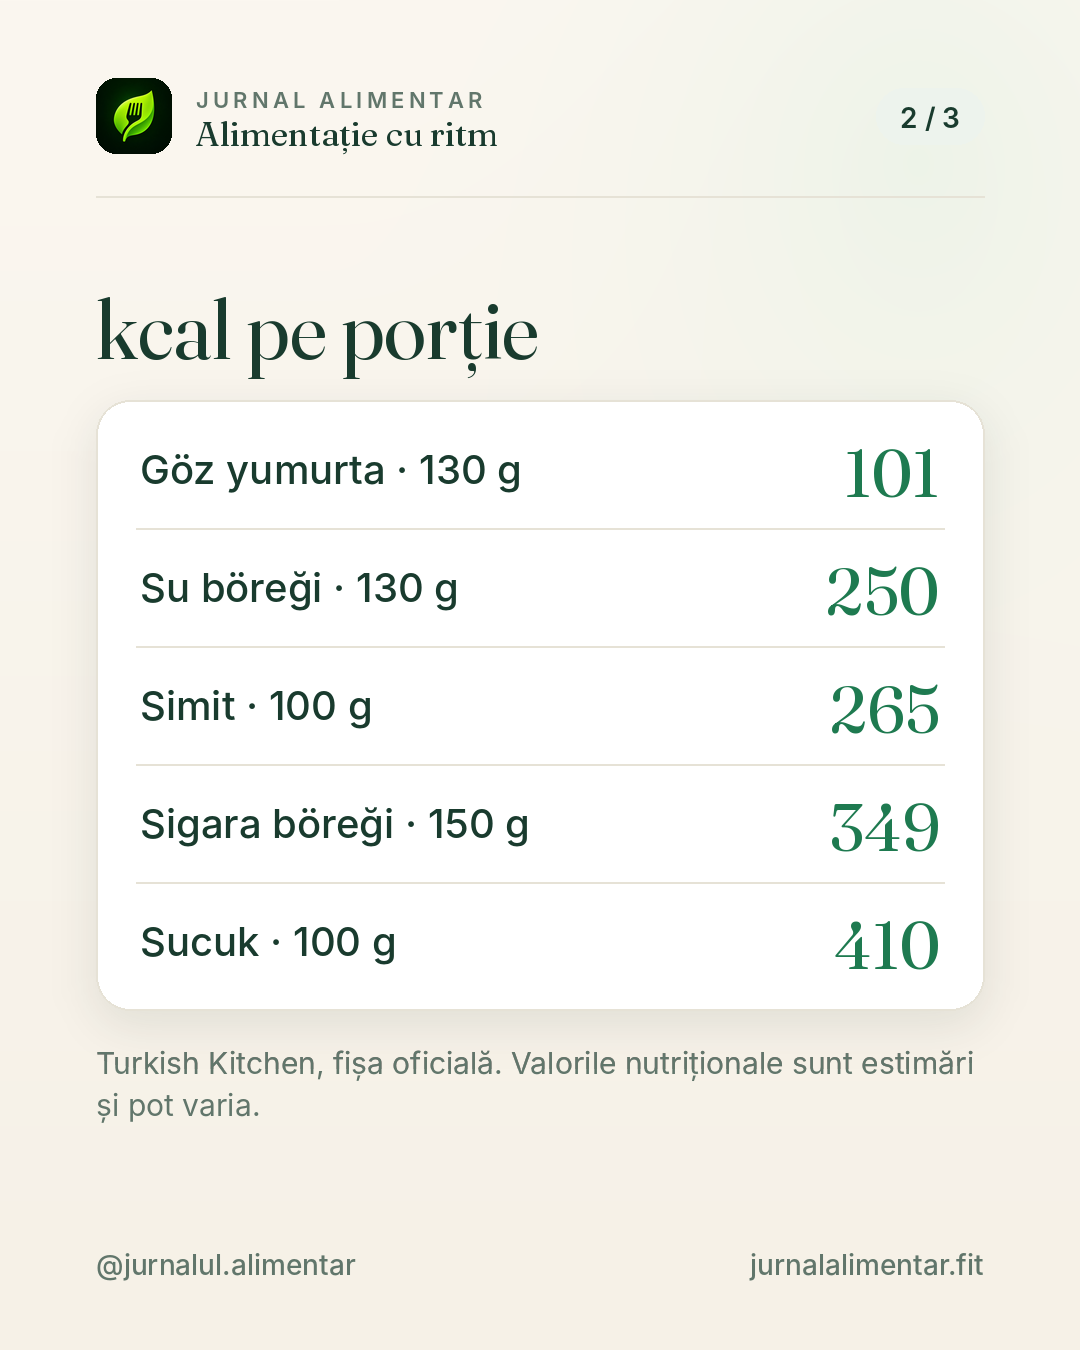 JURNAL ALIMENTAR
Alimentație cu ritm
2 / 3
kcal pe porție
Göz yumurta · 130 g
101
Su böreği · 130 g
250
Simit · 100 g
265
Sigara böreği · 150 g
349
Sucuk · 100 g
410
Turkish Kitchen, fișa oficială. Valorile nutriționale sunt estimări
și pot varia.
@jurnalul.alimentar
jurnalalimentar.fit